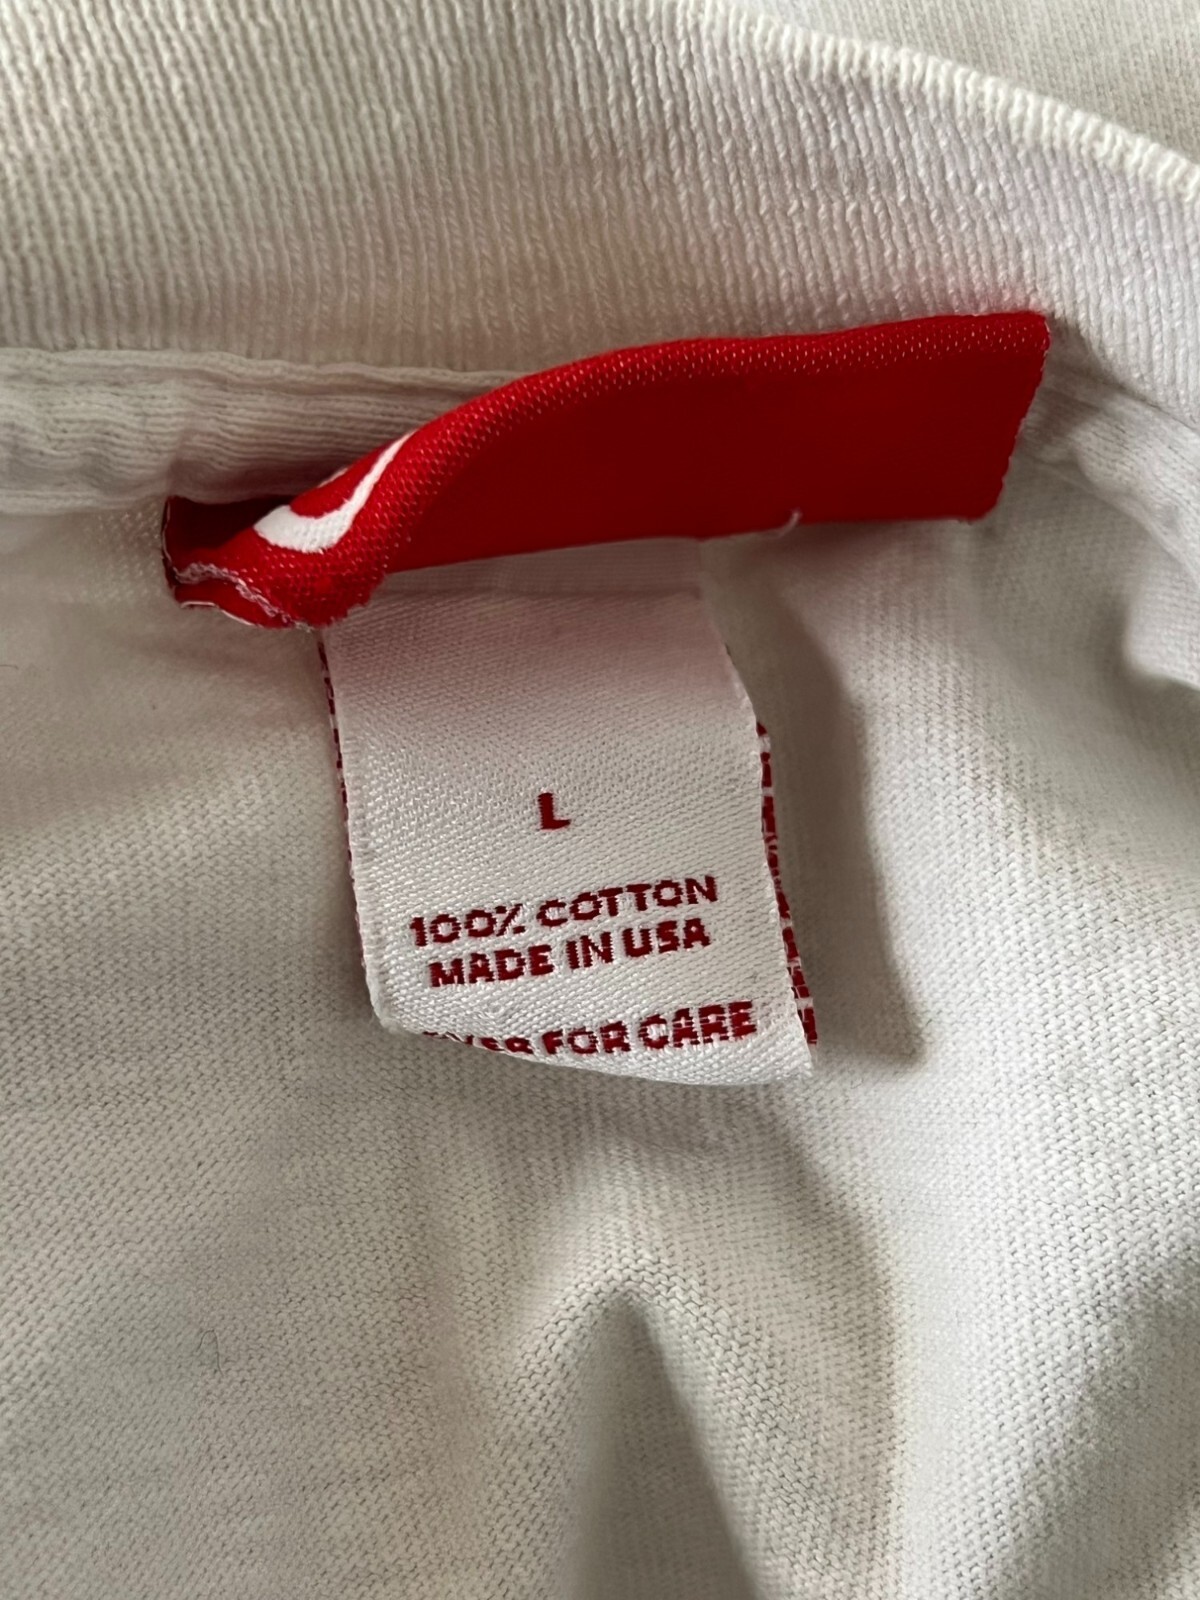 L
100% COTTON
MADE IN USA
FOR CARE